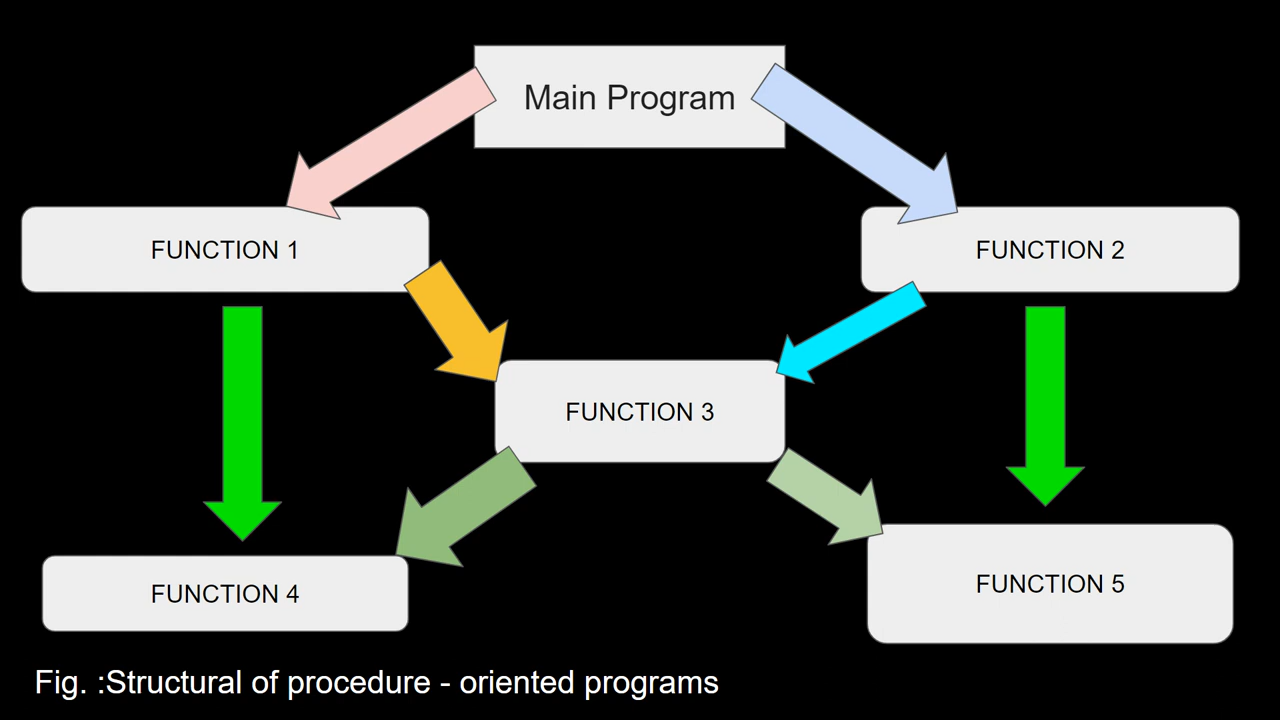 Main Program
FUNCTION 1
FUNCTION 2
FUNCTION 3
FUNCTION 4
FUNCTION 5
Fig. :Structural of procedure - oriented programs